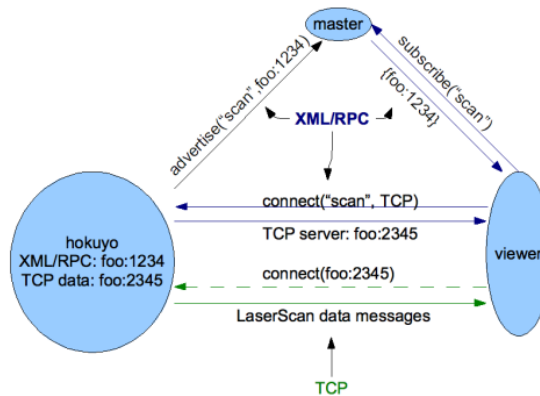 master
advertise("scan",foo:1234)
subscribe("scan")
{foo:1234}
XML/RPC
connect("scan", TCP)
TCP server: foo:2345
hokuyo
XML/RPC: foo:1234
TCP data: foo:2345
viewer
connect(foo:2345)
LaserScan data messages
TCP